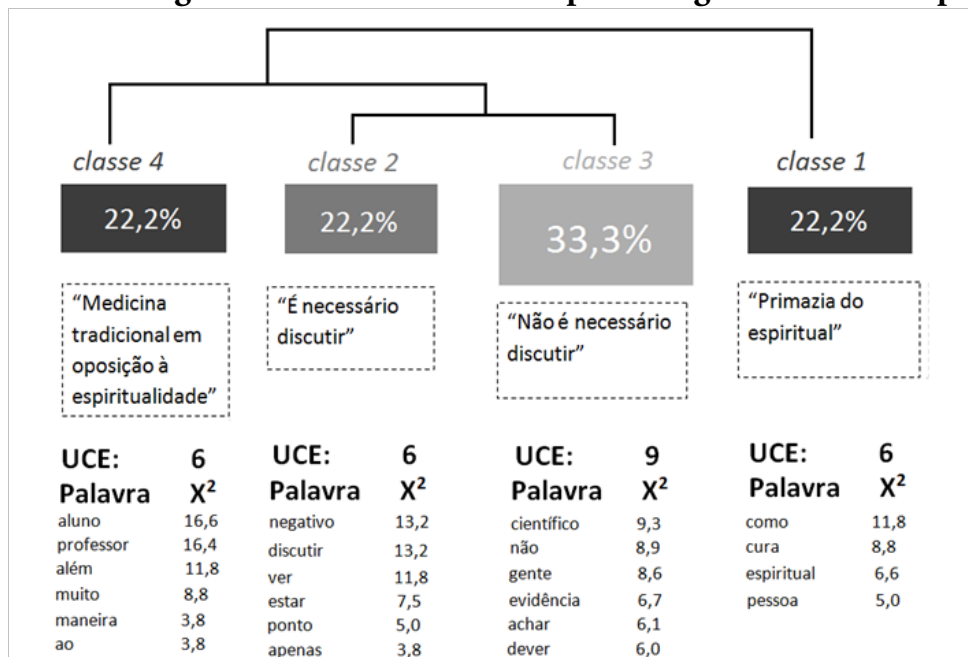 classe 4 classe 2 classe 3 classe 1
22,2% 22,2% 33,3% 22,2%
“Medicina
tradicional em
oposição à
espiritualidade”
“É necessário
discutir”
“Não é necessário
discutir”
“Primazia do
espiritual”
UCE: 6
Palavra X²
aluno 16,6
professor 16,4
além 11,8
muito 8,8
maneira 3,8
ao 3,8
UCE: 6
Palavra X²
negativo 13,2
discutir 13,2
ver 11,8
estar 7,5
ponto 5,0
apenas 3,8
UCE: 9
Palavra X²
científico 9,3
não 8,9
gente 8,6
evidência 6,7
achar 6,1
dever 6,0
UCE: 6
Palavra X²
como 11,8
cura 8,8
espiritual 6,6
pessoa 5,0